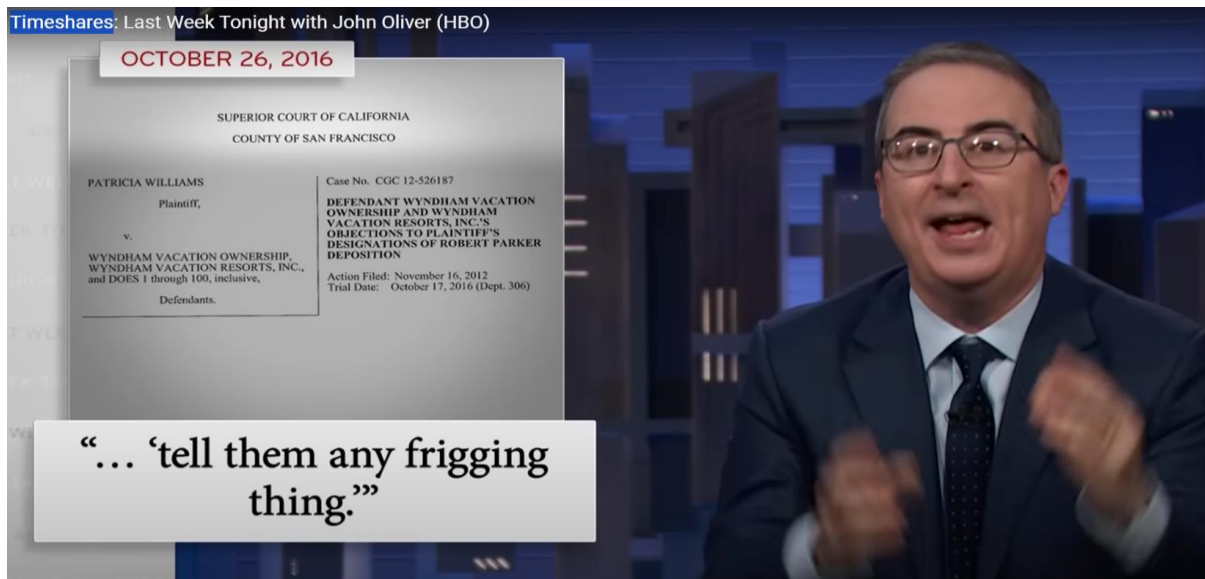 Timeshares: Last Week Tonight with John Oliver (HBO)
OCTOBER 26, 2016
SUPERIOR COURT OF CALIFORNIA
COUNTY OF SAN FRANCISCO
PATRICIA WILLIAMS
Plaintiff,
v.
WYNDHAM VACATION OWNERSHIP,
WYNDHAM VACATION RESORTS, INC.,
and DOES 1 through 100, inclusive,
Defendants.
Case No. CGC 12-526187
DEFENDANT WYNDHAM VACATION
OWNERSHIP AND WYNDHAM
VACATION RESORTS, INC.'S
OBJECTIONS TO PLAINTIFF'S
DESIGNATIONS OF ROBERT PARKER
DEPOSITION
Action Filed: November 16, 2012
Trial Date: October 17, 2016 (Dept. 306)
“... ‘tell them any frigging
thing.’”